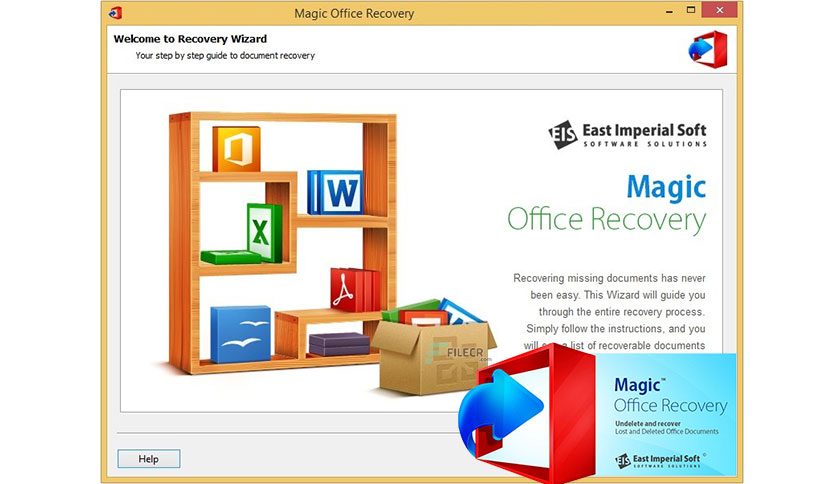 Magic Office Recovery
Welcome to Recovery Wizard
Your step by step guide to document recovery
EIS East Imperial Soft
SOFTWARE SOLUTIONS
Magic
Office Recovery
Recovering missing documents has never
been easy. This Wizard will guide you
through the entire recovery process.
Simply follow the instructions, and you
will list of recoverable documents
W
X
FILECR
.com
Magic™
Office Recovery
Undelete and recover
Lost and Deleted Office Documents
EIS East Imperial Soft®
SOFTWARE SOLUTIONS
Help